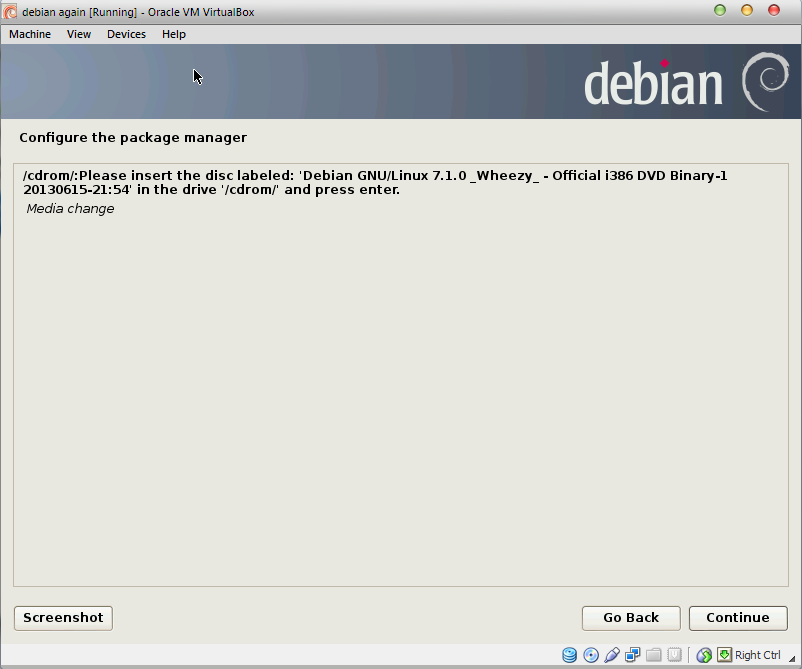 debian again [Running] - Oracle VM VirtualBox
Machine View Devices Help
debian
Configure the package manager
/cdrom/:Please insert the disc labeled: 'Debian GNU/Linux 7.1.0 _Wheezy_ - Official i386 DVD Binary-1
20130615-21:54' in the drive '/cdrom/' and press enter.
Media change
Screenshot Go Back Continue
Right Ctrl